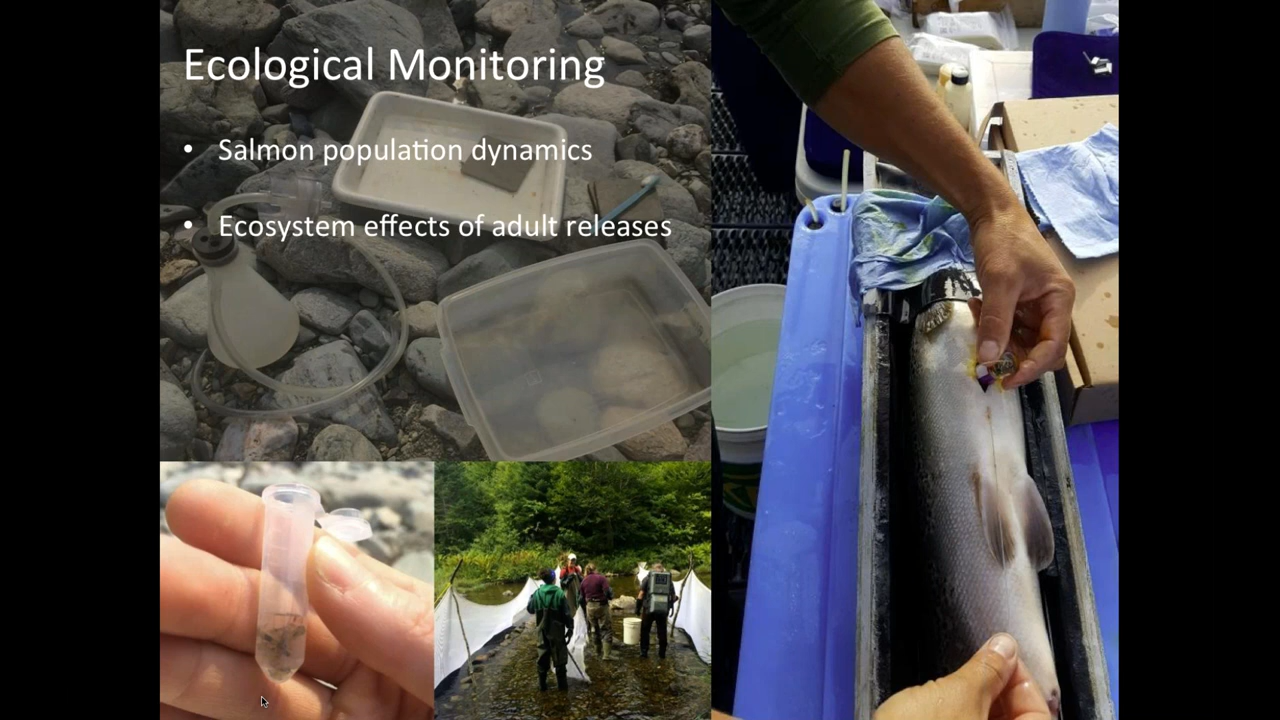 Ecological Monitoring
• Salmon population dynamics
• Ecosystem effects of adult releases